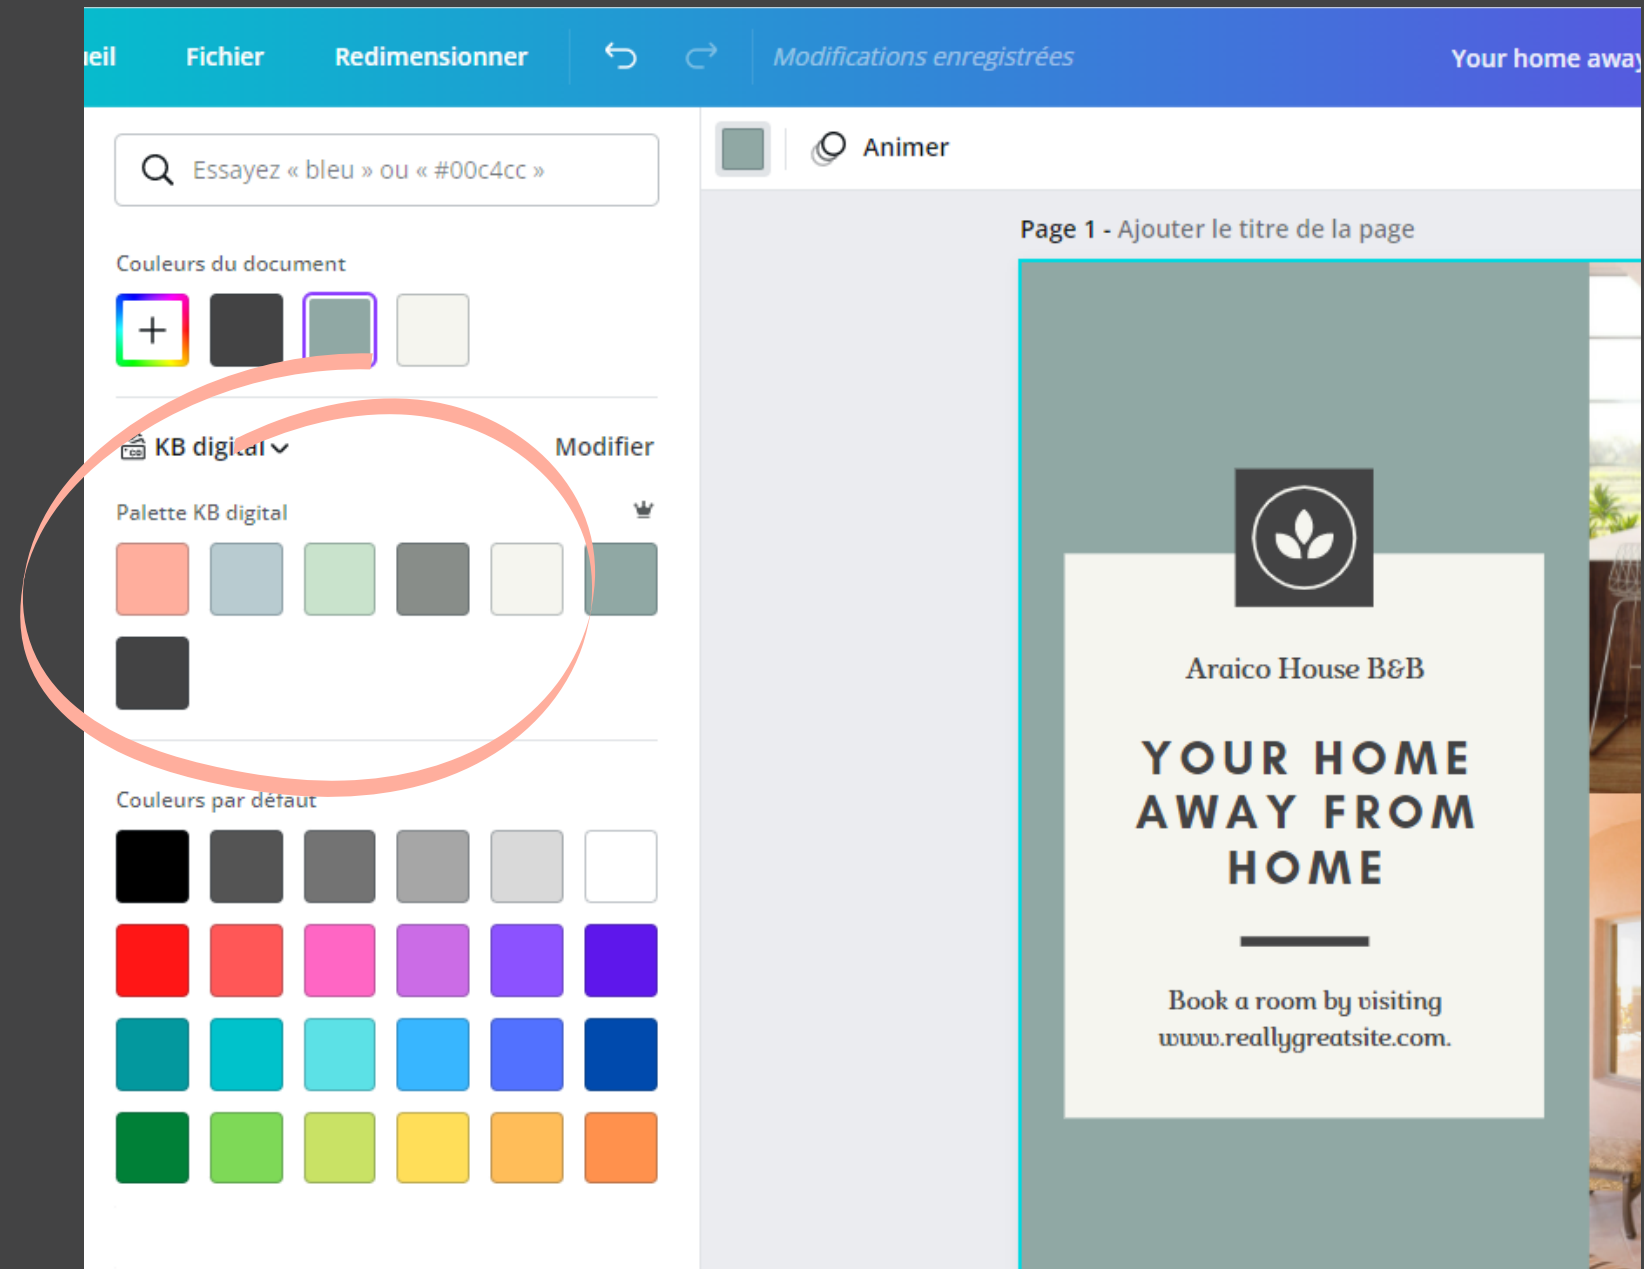 Fichier
Redimensionner
Modifications enregistrées
Your home
Essayez « bleu » ou « #00c4cc »
Animer
Page 1 - Ajouter le titre de la page
Couleurs du document
KB digital
Modifier
Palette KB digital
Couleurs par défaut
Araico House B&B
YOUR HOME
AWAY FROM
HOME
Book a room by visiting
www.reallygreatsite.com.